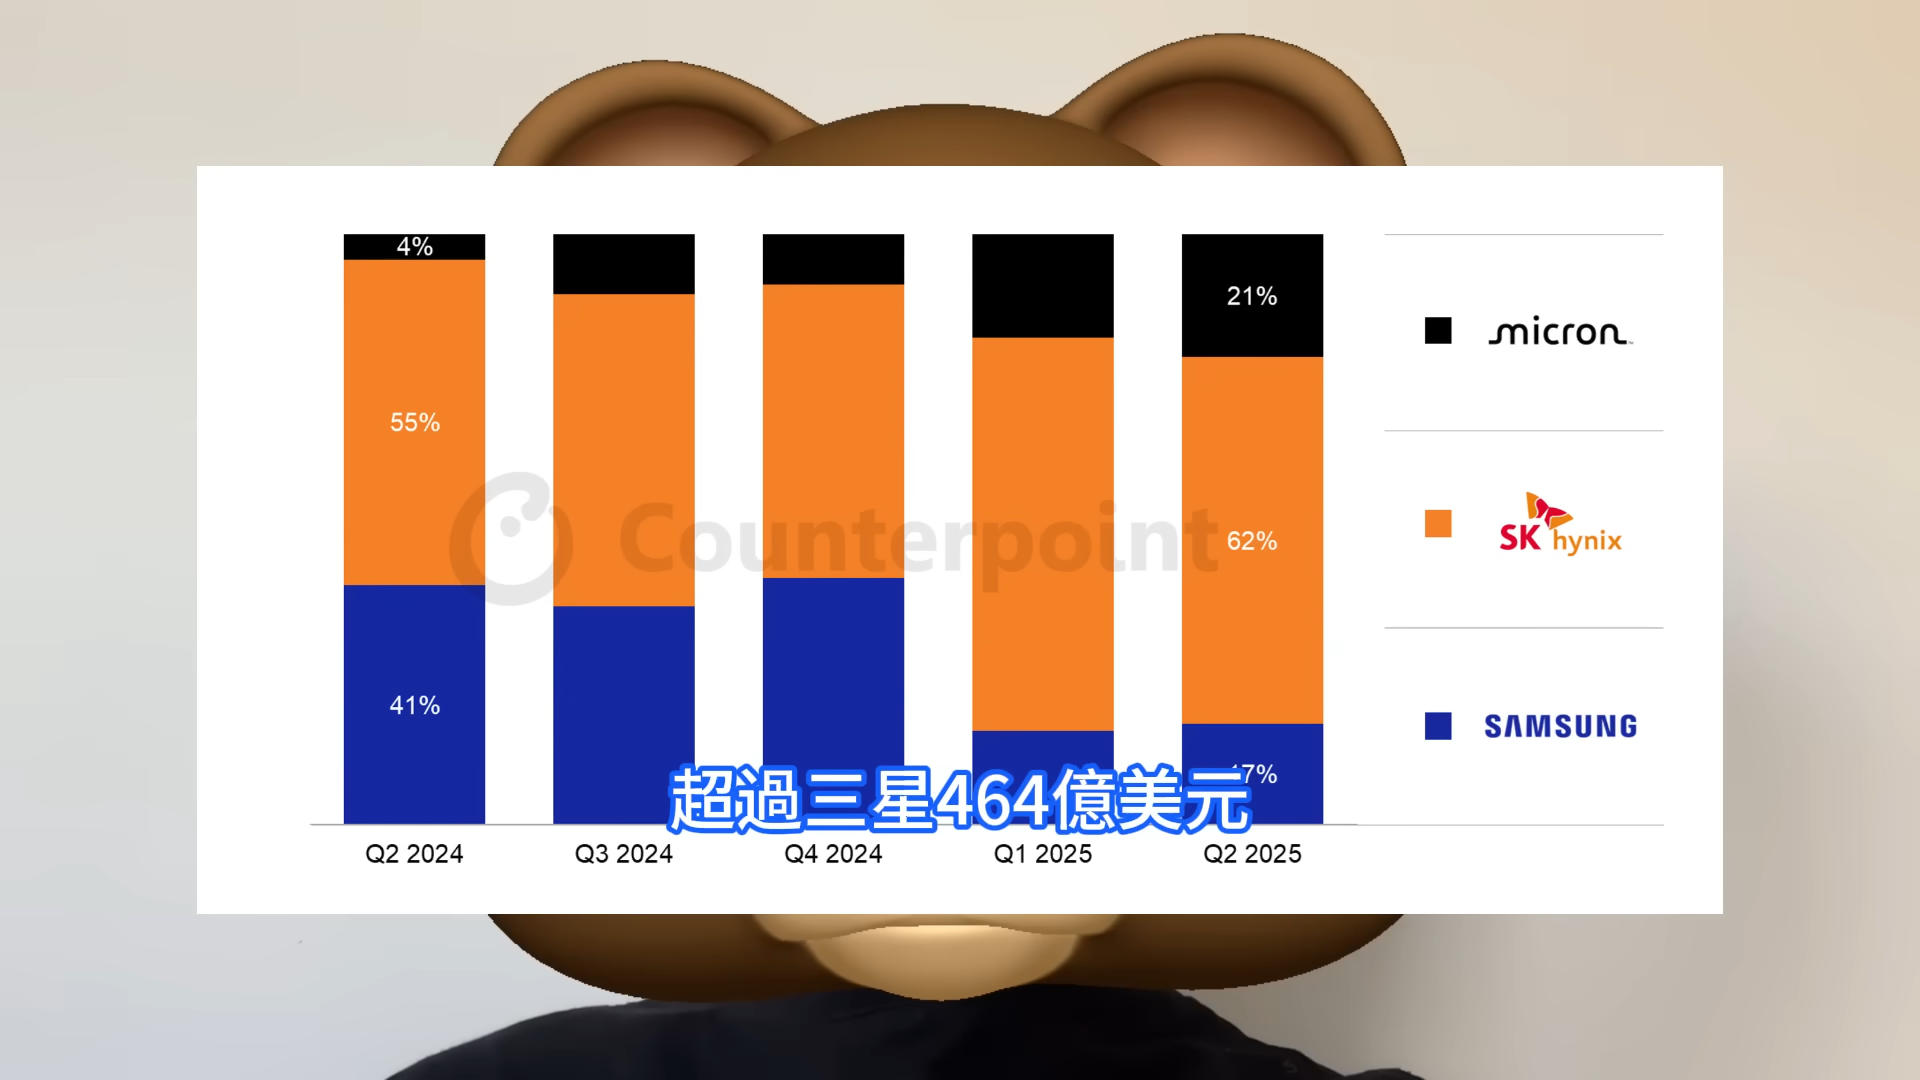 4%
21%
micron
55%
Counterpoint
62%
SK hynix
41%
SAMSUNG
17%
超過三星464億美元
Q2 2024
Q3 2024
Q4 2024
Q1 2025
Q2 2025